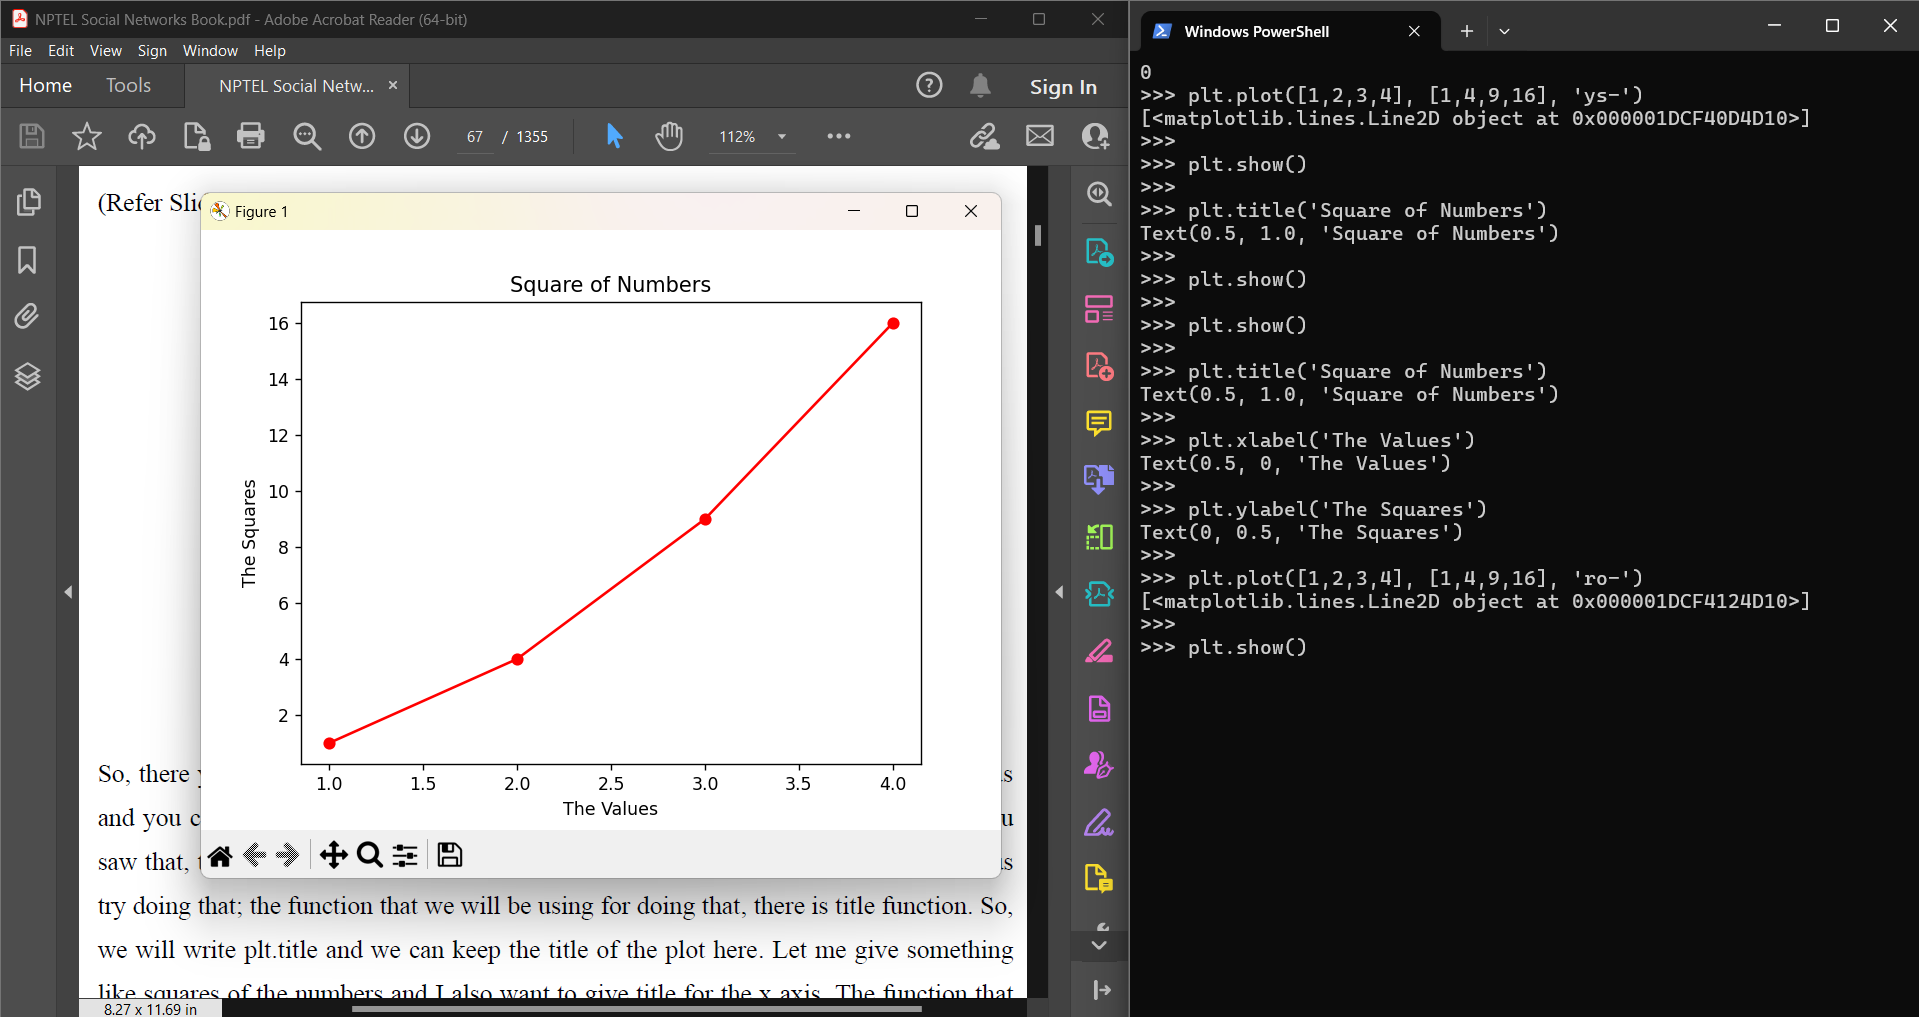 NPTEL Social Networks Book.pdf - Adobe Acrobat Reader (64-bit)
File Edit View Sign Window Help
Home Tools NPTEL Social Netw... × Sign In
67 / 1355 112%
(Refer
Figure 1
Square of Numbers
16
14
12
10
8
6
4
2
The Squares
1.0 1.5 2.0 2.5 3.0 3.5 4.0
The Values
So, there
and you
saw that,
try doing that; the function that we will be using for doing that, there is title function. So,
we will write plt.title and we can keep the title of the plot here. Let me give something
like squares of the numbers and I also want to give title for the x axis. The function that
8.27 x 11.69 in
Windows PowerShell
0
>>> plt.plot([1,2,3,4], [1,4,9,16], 'ys-')
[<matplotlib.lines.Line2D object at 0x000001DCF40D4D10>]
>>>
>>> plt.show()
>>>
>>> plt.title('Square of Numbers')
Text(0.5, 1.0, 'Square of Numbers')
>>>
>>> plt.show()
>>>
>>> plt.show()
>>>
>>> plt.title('Square of Numbers')
Text(0.5, 1.0, 'Square of Numbers')
>>>
>>> plt.xlabel('The Values')
Text(0.5, 0, 'The Values')
>>>
>>> plt.ylabel('The Squares')
Text(0, 0.5, 'The Squares')
>>>
>>> plt.plot([1,2,3,4], [1,4,9,16], 'ro-')
[<matplotlib.lines.Line2D object at 0x000001DCF4124D10>]
>>>
>>> plt.show()